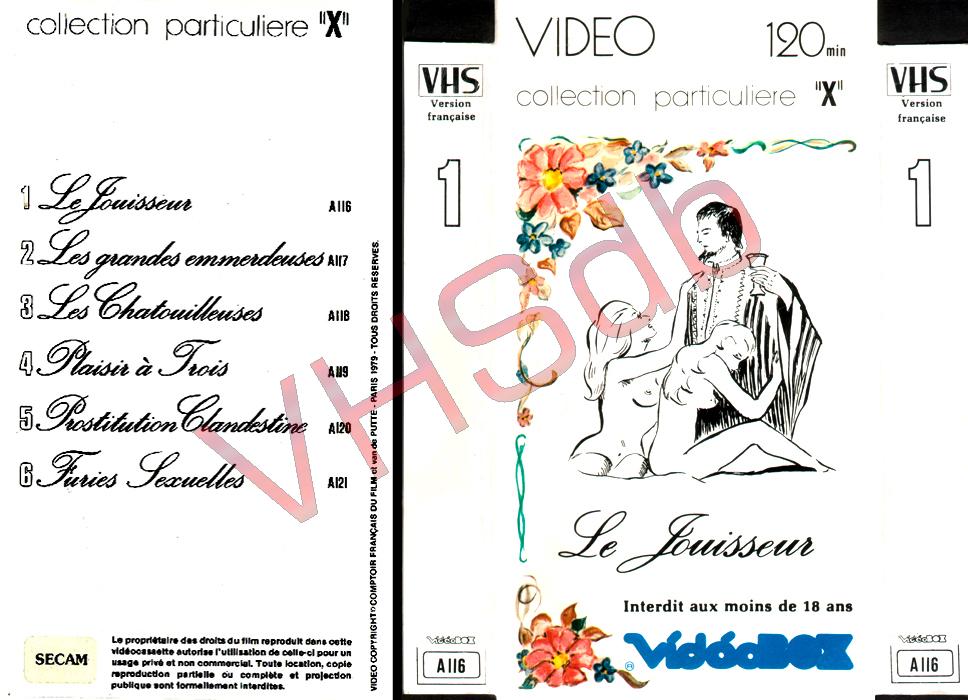 collection particuliere "X"
1 Le Jouisseur A116
2 Les grandes emmerdeuses A117
3 Les Chatouilleuses A118
4 Plaisir à Trois A119
5 Prostitution Clandestine A120
6 Furies Sexuelles A121
SECAM
Le propriétaire des droits du film reproduit dans cette
vidéocassette autorise l'utilisation de celle-ci pour un
usage privé et non commercial. Toute location, copie
reproduction partielle ou complète et projection
publique sont formellement interdites.
VIDEO COPYRIGHT © COMPTOIR FRANÇAIS DU FILM et van de PUTTE - PARIS 1979 - TOUS DROITS RESERVES.
VHS
Version
française
1
VidéoBOX
A116
VIDEO 120 min
collection particuliere "X"
Le Jouisseur
Interdit aux moins de 18 ans
® VidéoBOX
VHS
Version
française
1
VidéoBOX
A116
VHSdb